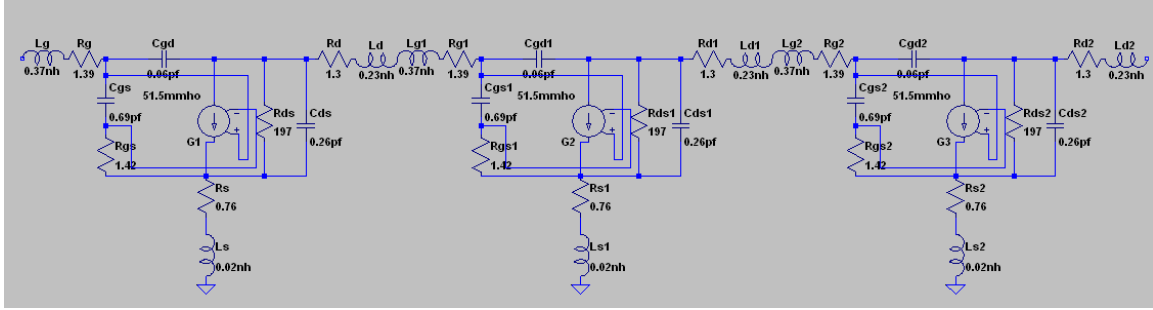 Lg Rg Cgd Rd Ld Lg1 Rg1 Cgd1 Rd1 Ld1 Lg2 Rg2 Cgd2 Rd2 Ld2
0.37nh 1.39 0.06pf 1.3 0.23nh 0.37nh 1.39 0.06pf 1.3 0.23nh 0.37nh 1.39 0.06pf 1.3 0.23nh
Cgs 51.5mmho Cgs1 51.5mmho Cgs2 51.5mmho
0.69pf Rds Cds 0.69pf Rds1 Cds1 0.69pf Rds2 Cds2
- - -
+ + +
Rgs G1 197 0.26pf Rgs1 G2 197 0.26pf Rgs2 G3 197 0.26pf
1.42 1.42 1.42
Rs Rs1 Rs2
0.76 0.76 0.76
Ls Ls1 Ls2
0.02nh 0.02nh 0.02nh